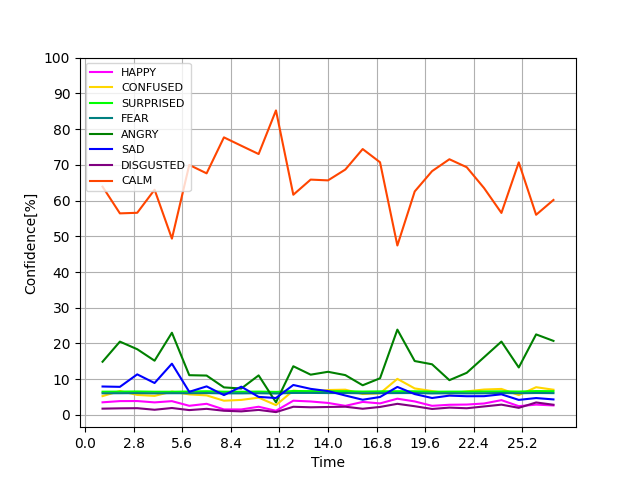 100
90
80
70
60
50
40
30
20
10
0
Confidence[%]
HAPPY
CONFUSED
SURPRISED
FEAR
ANGRY
SAD
DISGUSTED
CALM
0.0 2.8 5.6 8.4 11.2 14.0 16.8 19.6 22.4 25.2
Time